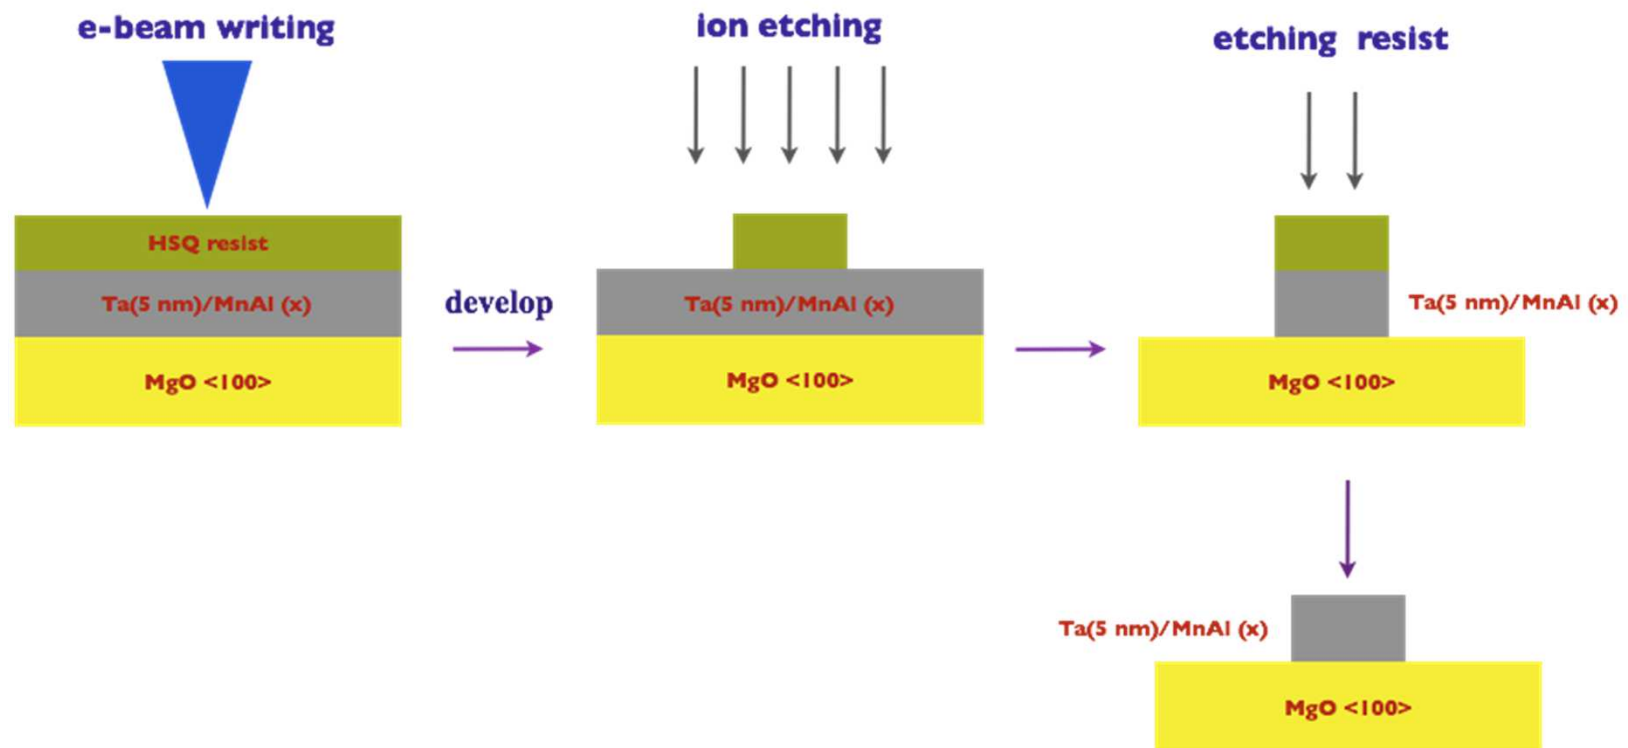 e-beam writing
ion etching
etching resist
HSQ resist
Ta(5 nm)/MnAl (x)
MgO <100>
develop
Ta(5 nm)/MnAl (x)
MgO <100>
Ta(5 nm)/MnAl (x)
MgO <100>
Ta(5 nm)/MnAl (x)
MgO <100>